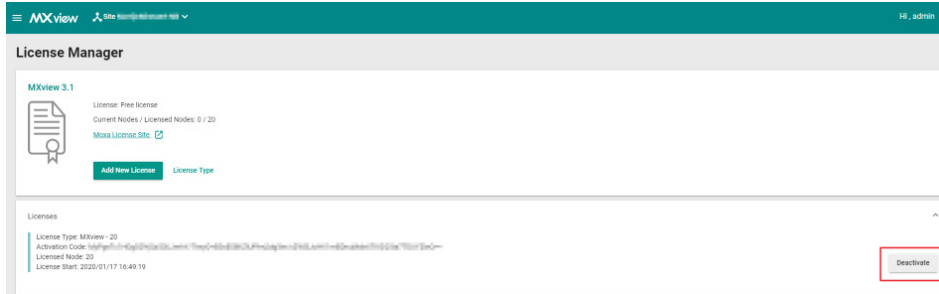 MXview Site
Hi , admin
License Manager
MXview 3.1
License: Free license
Current Nodes / Licensed Nodes: 0 / 20
Moxa License Site
Add New License License Type
Licenses
License Type: MXview - 20
Activation Code:
Licensed Node: 20
License Start: 2020/01/17 16:49:19
Deactivate